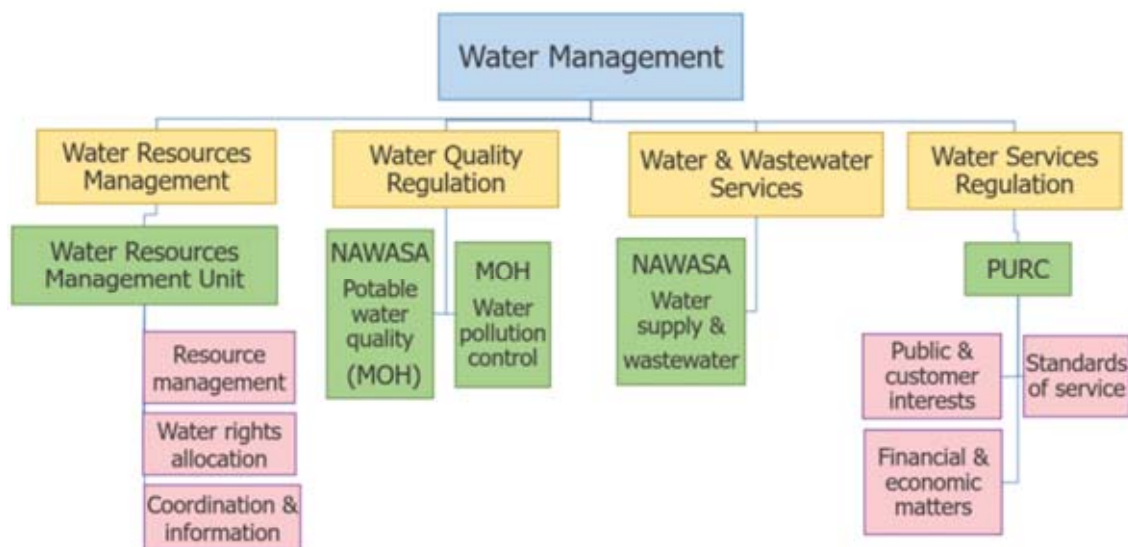 Water Management
Water Resources
Management
Water Quality
Regulation
Water & Wastewater
Services
Water Services
Regulation
Water Resources
Management Unit
NAWASA
Potable
water
quality
(MOH)
MOH
Water
pollution
control
NAWASA
Water
supply &
wastewater
PURC
Resource
management
Water rights
allocation
Coordination &
information
Public &
customer
interests
Standards
of service
Financial &
economic
matters